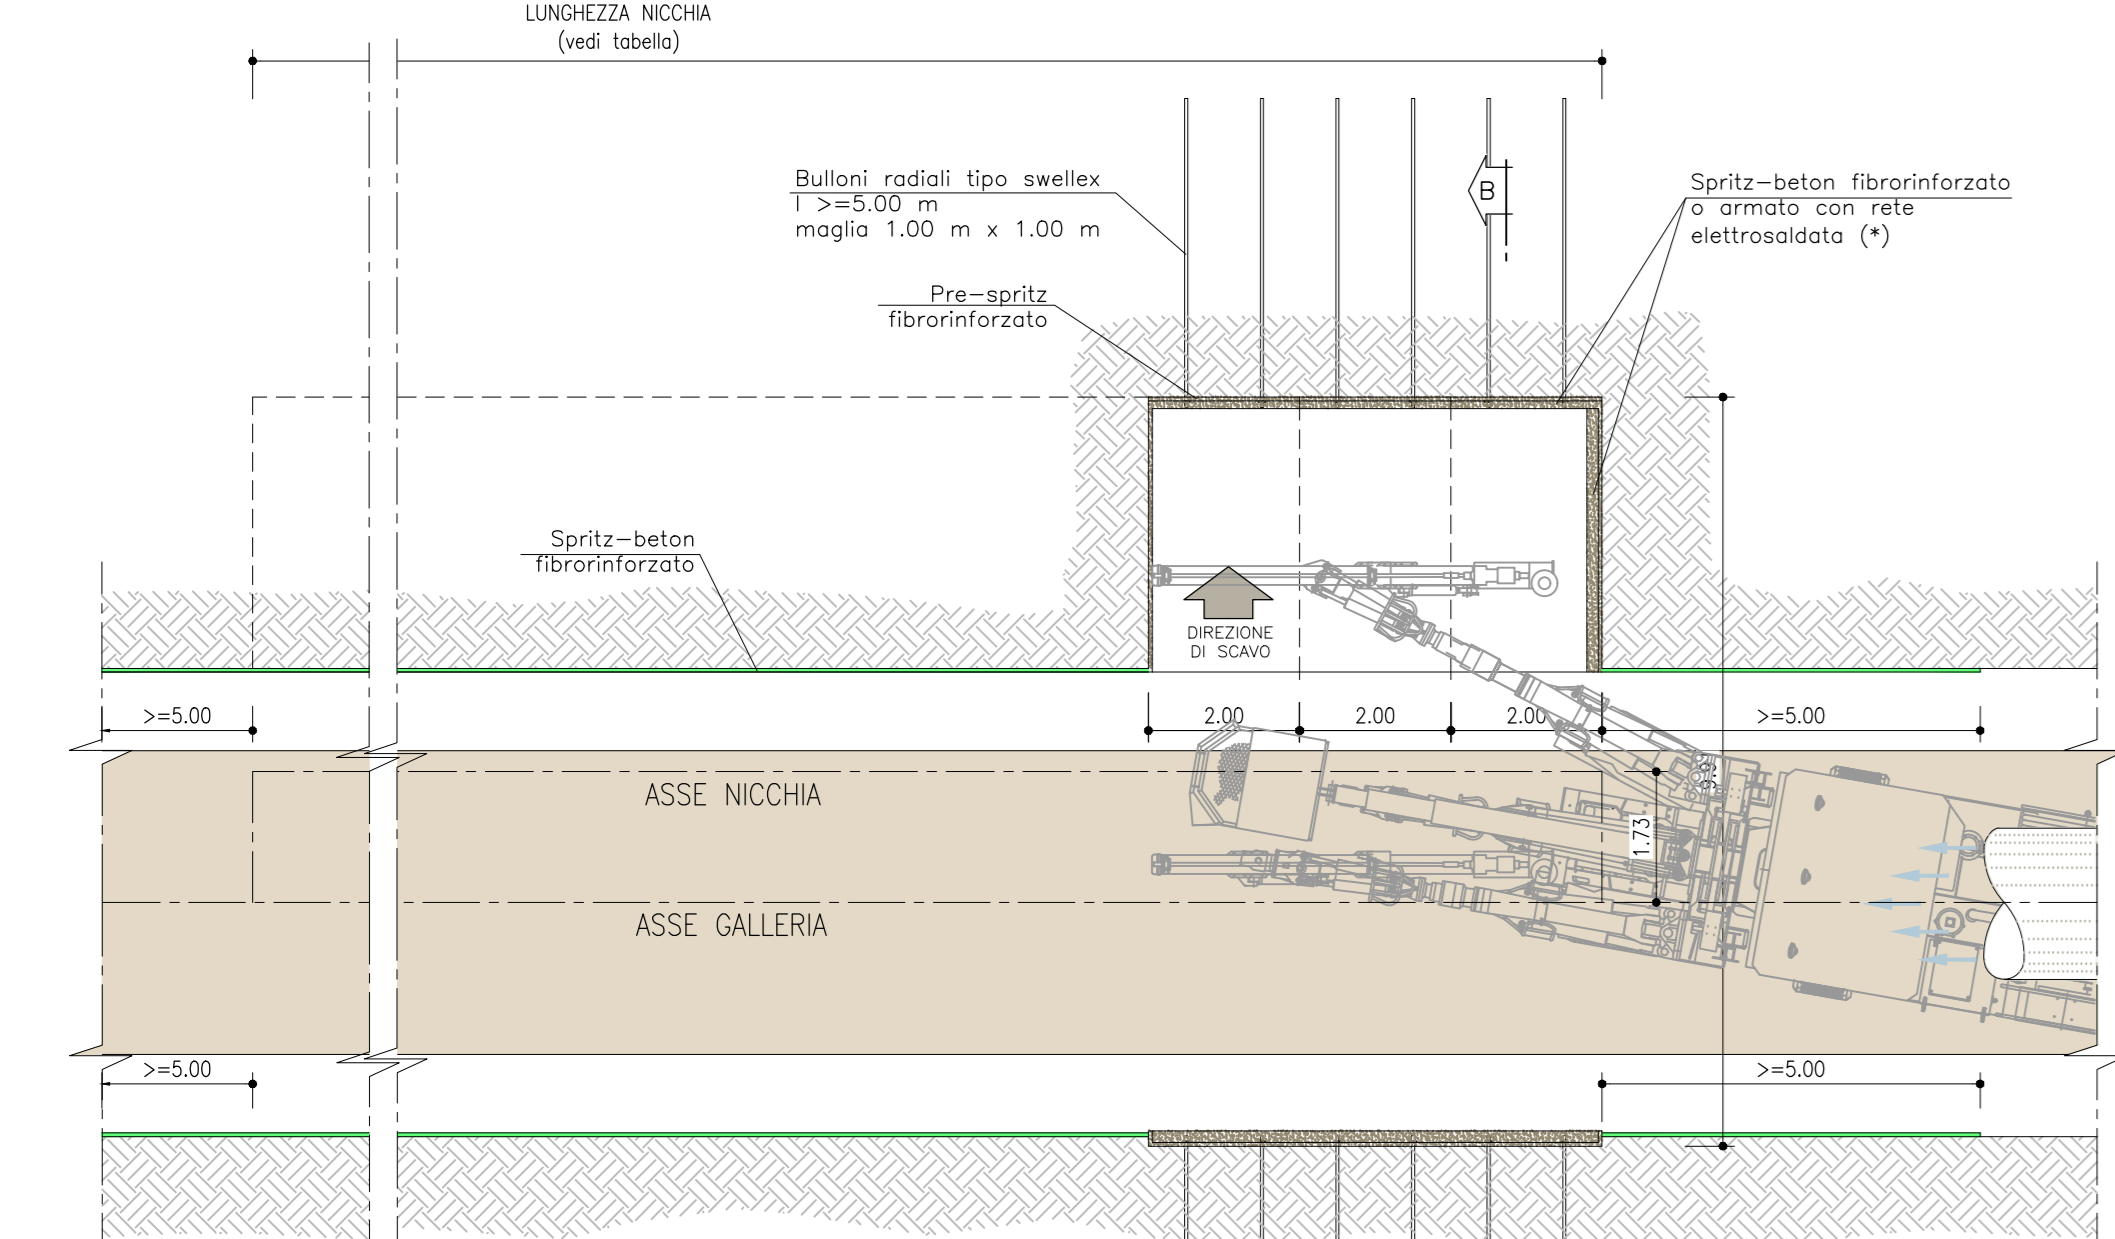 LUNGHEZZA NICCHIA
(vedi tabella)
Bulloni radiali tipo swellex
l >=5.00 m
maglia 1.00 m x 1.00 m
B
Spritz-beton fibrorinforzato
o armato con rete
elettrosaldata (*)
Pre-spritz
fibrorinforzato
Spritz-beton
fibrorinforzato
DIREZIONE
DI SCAVO
>=5.00
2.00
2.00
2.00
>=5.00
ASSE NICCHIA
1.73
ASSE GALLERIA
>=5.00
>=5.00